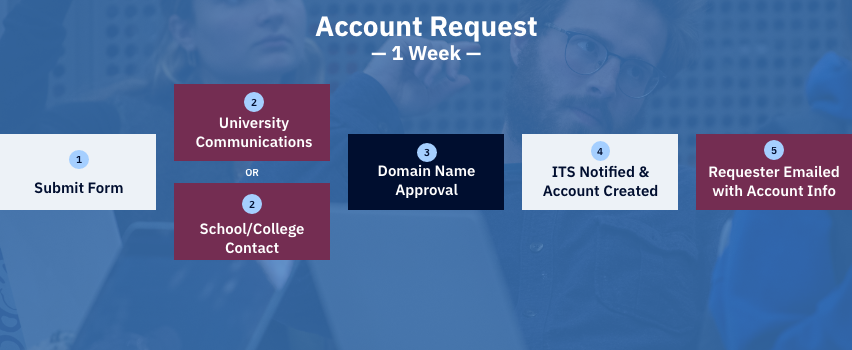 Account Request
— 1 Week —
1
Submit Form
2
University
Communications
OR
2
School/College
Contact
3
Domain Name
Approval
4
ITS Notified &
Account Created
5
Requester Emailed
with Account Info